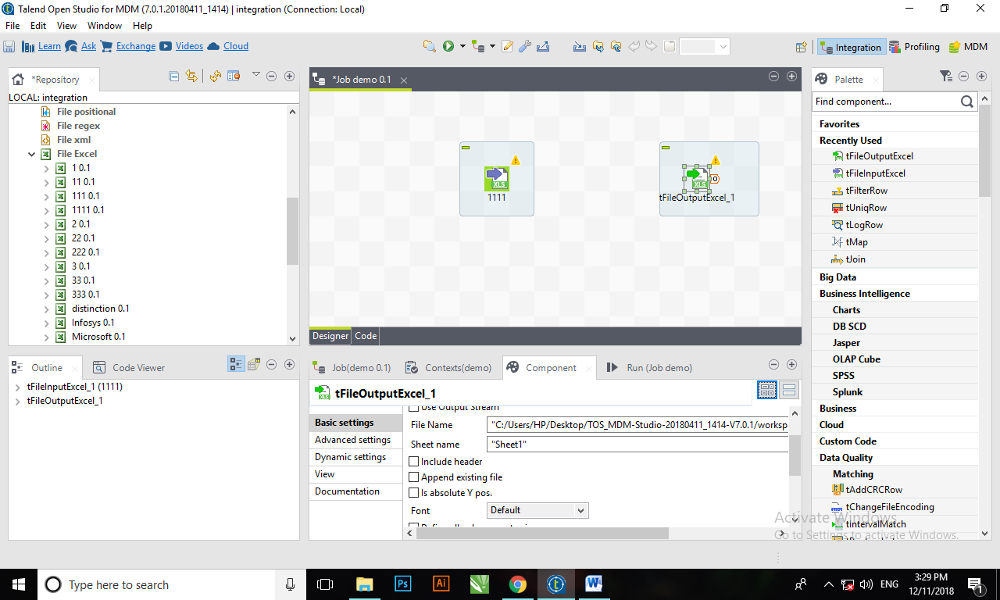 Talend Open Studio for MDM (7.0.1.20180411_1414) | integration (Connection: Local)
File Edit View Window Help
Learn Ask Exchange Videos Cloud
Integration Profiling MDM
*Repository
LOCAL: integration
File positional
File regex
File xml
File Excel
1 0.1
11 0.1
111 0.1
1111 0.1
2 0.1
22 0.1
222 0.1
3 0.1
33 0.1
333 0.1
distinction 0.1
Infosys 0.1
Microsoft 0.1
*Job demo 0.1
1111
tFileOutputExcel_1
Designer Code
Palette
Find component...
Favorites
Recently Used
tFileOutputExcel
tFileInputExcel
tFilterRow
tUniqRow
tLogRow
tMap
tJoin
Big Data
Business Intelligence
Charts
DB SCD
Jasper
OLAP Cube
SPSS
Splunk
Business
Cloud
Custom Code
Data Quality
Matching
tAddCRCRow
tChangeFileEncoding
tIntervalMatch
Outline Code Viewer
tFileInputExcel_1 (1111)
tFileOutputExcel_1
Job(demo 0.1) Contexts(demo) Component Run (Job demo)
tFileOutputExcel_1
Basic settings
Advanced settings
Dynamic settings
View
Documentation
Use Output Stream
File Name "C:/Users/HP/Desktop/TOS_MDM-Studio-20180411_1414-V7.0.1/worksp
Sheet name "Sheet1"
Include header
Append existing file
Is absolute Y pos.
Font Default
Activate Windows
Go to Settings to activate Windows.
Type here to search
ENG
3:29 PM
12/11/2018
1